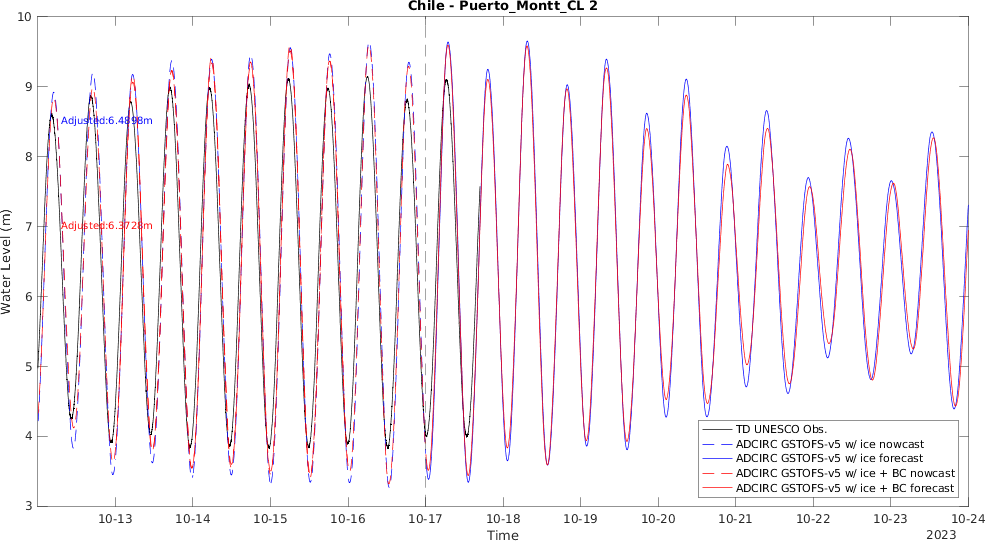 Chile - Puerto_Montt_CL 2
Water Level (m)
10
9
8
7
6
5
4
3
Adjusted:6.4898m
Adjusted:6.3728m
TD UNESCO Obs.
ADCIRC GSTOFS-v5 w/ ice nowcast
ADCIRC GSTOFS-v5 w/ ice forecast
ADCIRC GSTOFS-v5 w/ ice + BC nowcast
ADCIRC GSTOFS-v5 w/ ice + BC forecast
10-13 10-14 10-15 10-16 10-17 10-18 10-19 10-20 10-21 10-22 10-23 10-24
Time
2023